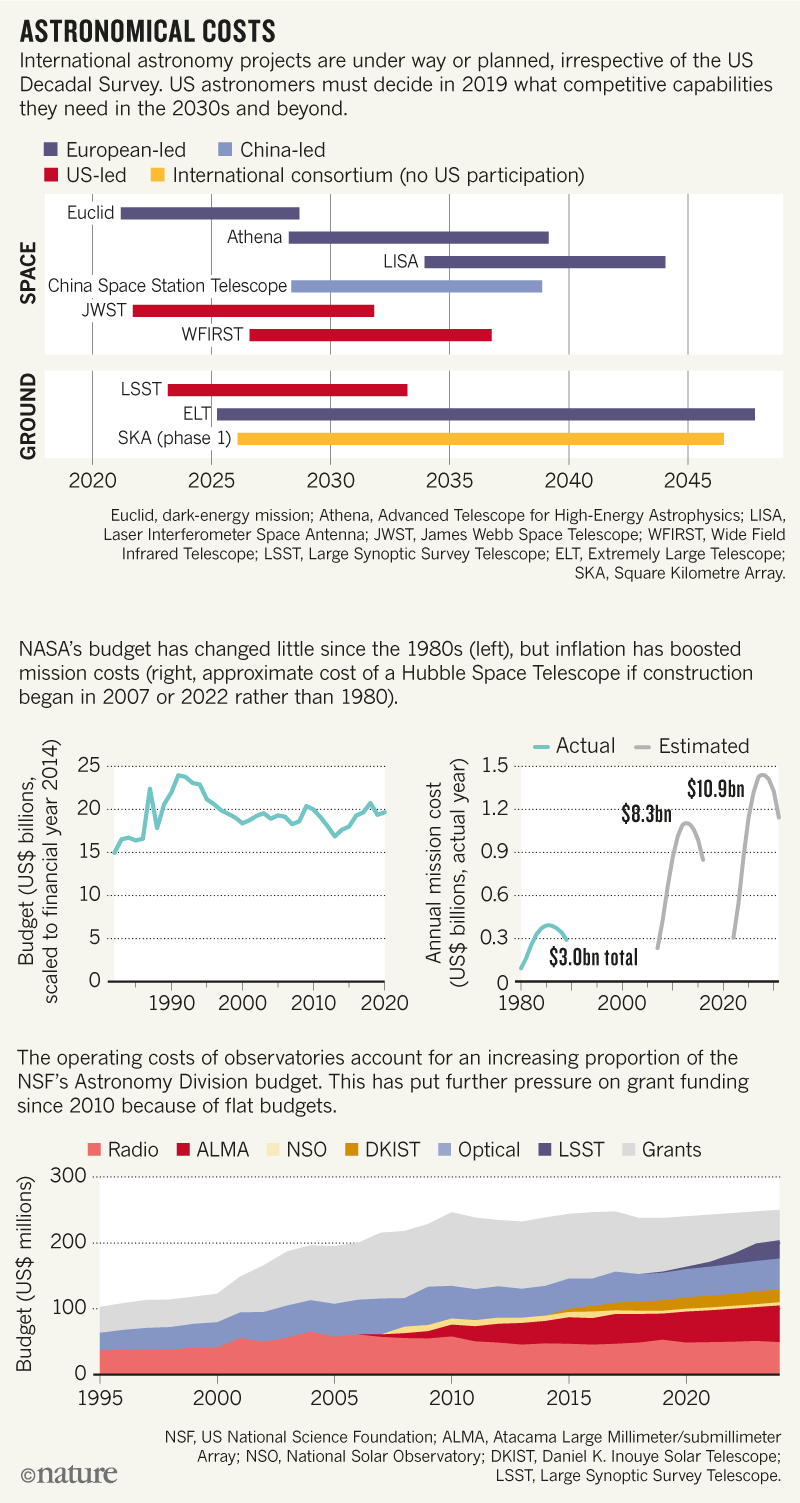 ASTRONOMICAL COSTS
International astronomy projects are under way or planned, irrespective of the US
Decadal Survey. US astronomers must decide in 2019 what competitive capabilities
they need in the 2030s and beyond.
European-led China-led
US-led International consortium (no US participation)
SPACE
Euclid
Athena
LISA
China Space Station Telescope
JWST
WFIRST
GROUND
LSST
ELT
SKA (phase 1)
2020 2025 2030 2035 2040 2045
Euclid, dark-energy mission; Athena, Advanced Telescope for High-Energy Astrophysics; LISA,
Laser Interferometer Space Antenna; JWST, James Webb Space Telescope; WFIRST, Wide Field
Infrared Telescope; LSST, Large Synoptic Survey Telescope; ELT, Extremely Large Telescope;
SKA, Square Kilometre Array.
NASA's budget has changed little since the 1980s (left), but inflation has boosted
mission costs (right, approximate cost of a Hubble Space Telescope if construction
began in 2007 or 2022 rather than 1980).
Budget (US$ billions,
scaled to financial year 2014)
25
20
15
10
5
0
1990 2000 2010 2020
Actual Estimated
Annual mission cost
(US$ billions, actual year)
1.5
1.2
0.9
0.6
0.3
0
$10.9bn
$8.3bn
$3.0bn total
1980 2000 2020
The operating costs of observatories account for an increasing proportion of the
NSF's Astronomy Division budget. This has put further pressure on grant funding
since 2010 because of flat budgets.
Radio ALMA NSO DKIST Optical LSST Grants
Budget (US$ millions)
300
200
100
0
1995 2000 2005 2010 2015 2020
NSF, US National Science Foundation; ALMA, Atacama Large Millimeter/submillimeter
Array; NSO, National Solar Observatory; DKIST, Daniel K. Inouye Solar Telescope;
LSST, Large Synoptic Survey Telescope.
©nature